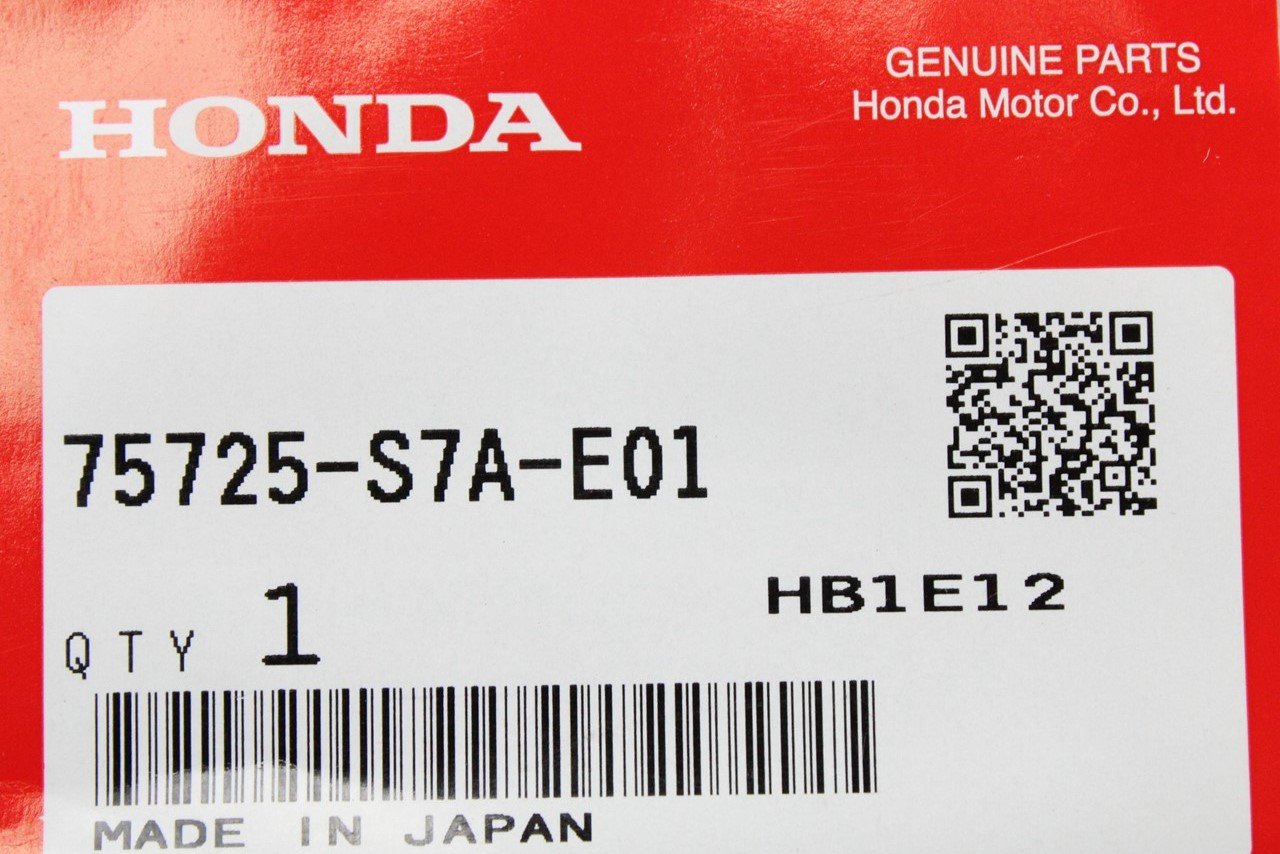 HONDA
GENUINE PARTS
Honda Motor Co., Ltd.
75725-S7A-E01
HB1E12
QTY 1
MADE IN JAPAN